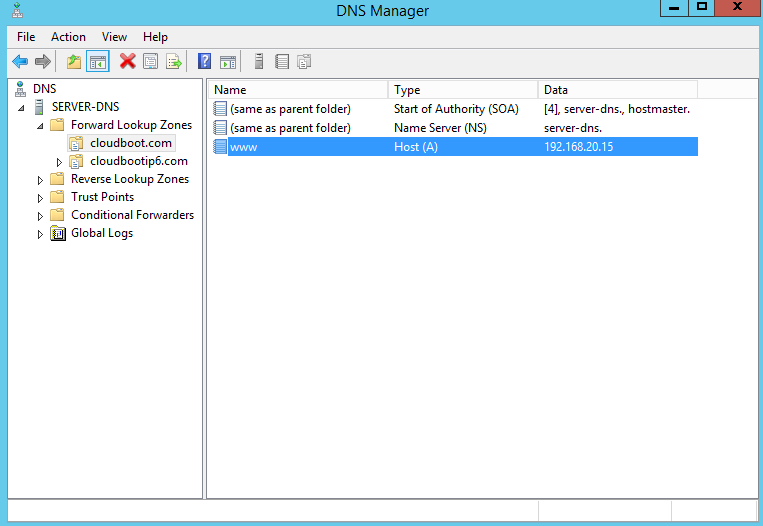 DNS Manager
File Action View Help
DNS
SERVER-DNS
Forward Lookup Zones
cloudboot.com
cloudbootip6.com
Reverse Lookup Zones
Trust Points
Conditional Forwarders
Global Logs
Name Type Data
(same as parent folder) Start of Authority (SOA) [4], server-dns., hostmaster.
(same as parent folder) Name Server (NS) server-dns.
www Host (A) 192.168.20.15